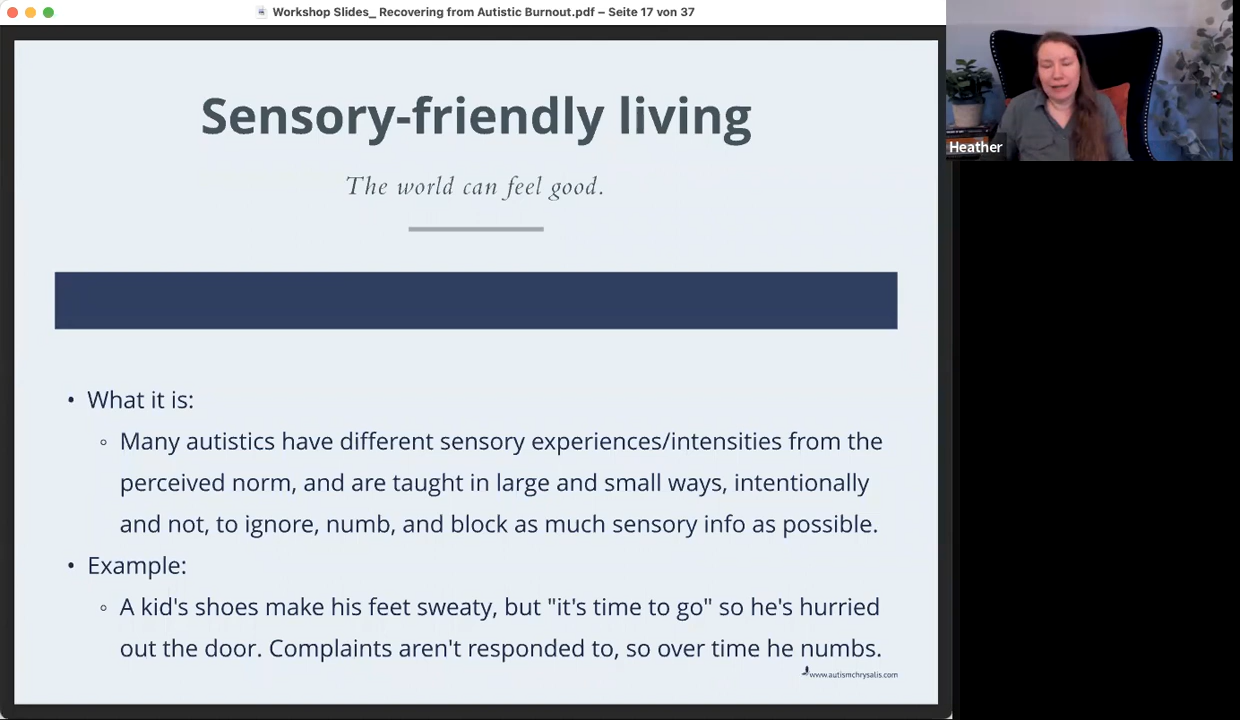 Workshop Slides_ Recovering from Autistic Burnout.pdf – Seite 17 von 37
Heather
Sensory-friendly living
The world can feel good.
• What it is:
◦ Many autistics have different sensory experiences/intensities from the
perceived norm, and are taught in large and small ways, intentionally
and not, to ignore, numb, and block as much sensory info as possible.
• Example:
◦ A kid's shoes make his feet sweaty, but "it's time to go" so he's hurried
out the door. Complaints aren't responded to, so over time he numbs.
www.autismchrysalis.com